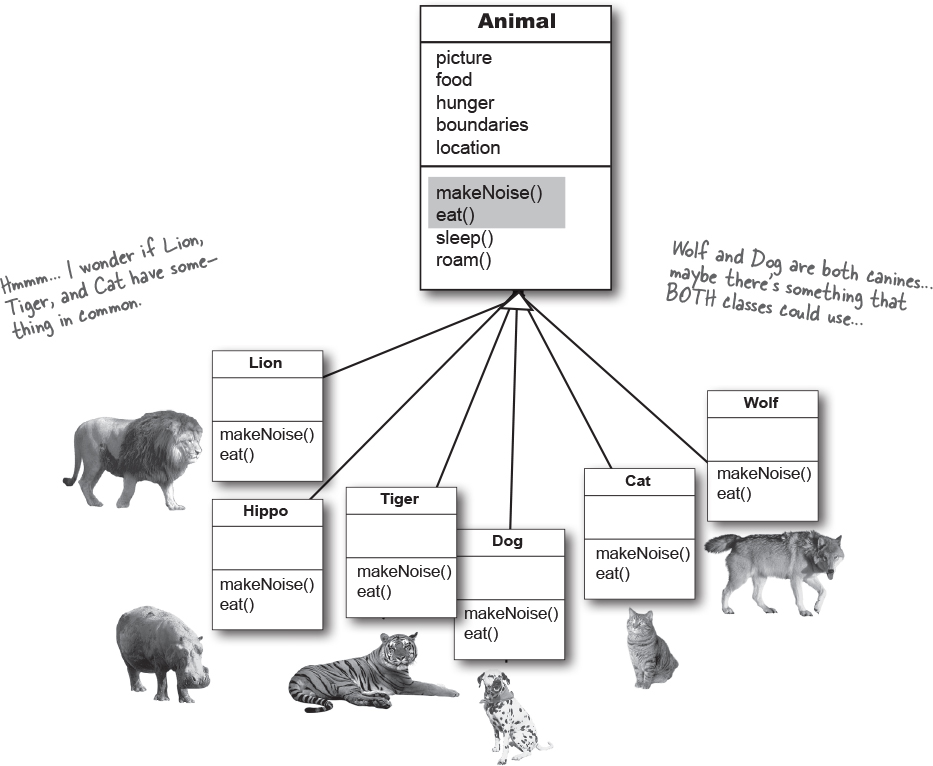 Animal
picture
food
hunger
boundaries
location
makeNoise()
eat()
sleep()
roam()
Hmmm... I wonder if Lion,
Tiger, and Cat have some–
thing in common.
Wolf and Dog are both canines...
maybe there's something that
BOTH classes could use...
Lion
makeNoise()
eat()
Hippo
makeNoise()
eat()
Tiger
makeNoise()
eat()
Dog
makeNoise()
eat()
Cat
makeNoise()
eat()
Wolf
makeNoise()
eat()